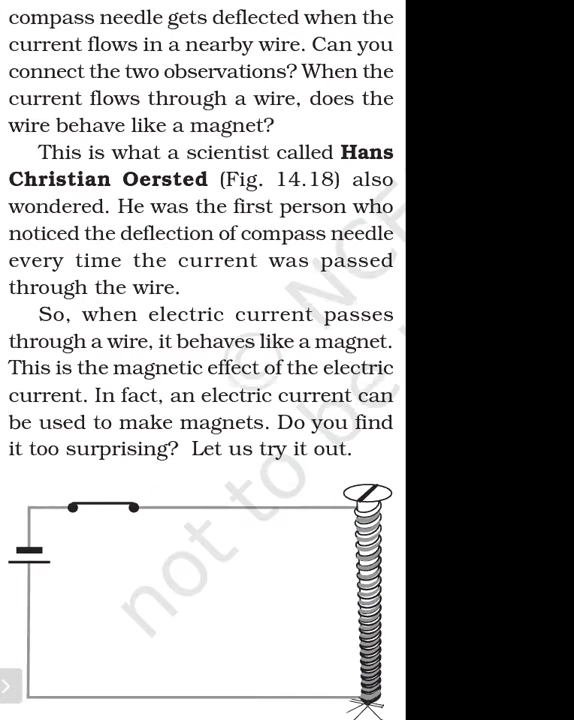 compass needle gets deflected when the
current flows in a nearby wire. Can you
connect the two observations? When the
current flows through a wire, does the
wire behave like a magnet?
This is what a scientist called Hans
Christian Oersted (Fig. 14.18) also
wondered. He was the first person who
noticed the deflection of compass needle
every time the current was passed
through the wire.
So, when electric current passes
through a wire, it behaves like a magnet.
This is the magnetic effect of the electric
current. In fact, an electric current can
be used to make magnets. Do you find
it too surprising? Let us try it out.
© NCE
not to be